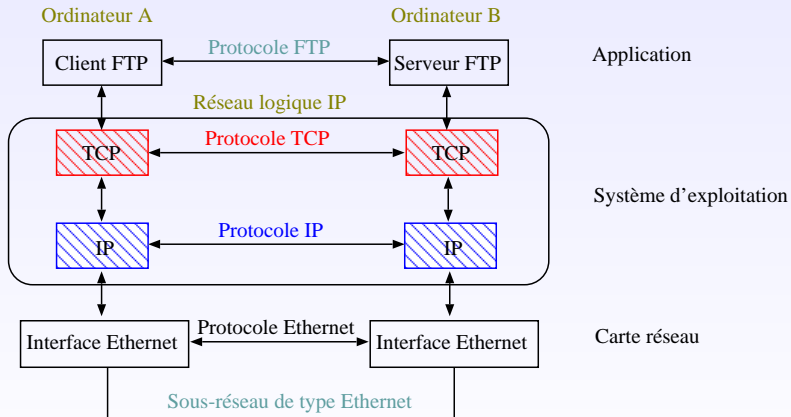 Ordinateur A
Ordinateur B
Protocole FTP
Client FTP
Serveur FTP
Application
Réseau logique IP
Protocole TCP
TCP
TCP
Système d'exploitation
Protocole IP
IP
IP
Protocole Ethernet
Interface Ethernet
Interface Ethernet
Carte réseau
Sous-réseau de type Ethernet